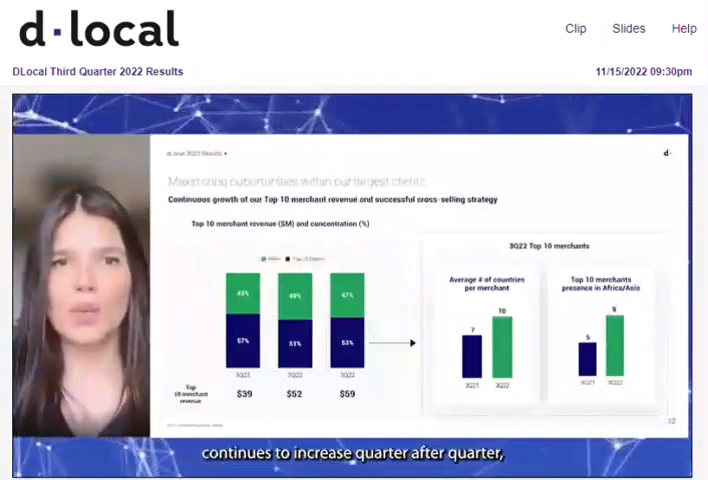 d·local
Clip Slides Help
DLocal Third Quarter 2022 Results
11/15/2022 09:30pm
dLocal 3Q22 Results
d·
Maximizing opportunities within our largest clients
Continuous growth of our Top 10 merchant revenue and successful cross-selling strategy
Top 10 merchant revenue ($M) and concentration (%)
43% 49% 47%
57% 51% 53%
3Q21 2Q22 3Q22
Top
10 merchant
revenue
$39 $52 $59
3Q22 Top 10 merchants
Average # of countries
per merchant
7 10
3Q21 3Q22
Top 10 merchants
presence in Africa/Asia
5 9
3Q21 3Q22
10
continues to increase quarter after quarter,